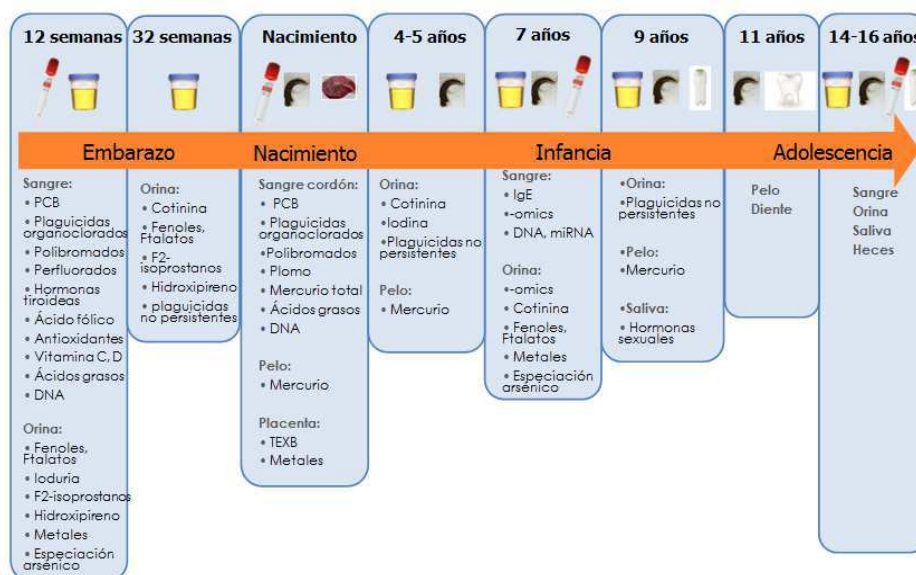 12 semanas
32 semanas
Nacimiento
4-5 años
7 años
9 años
11 años
14-16 años
Embarazo
Nacimiento
Infancia
Adolescencia
Sangre:
• PCB
• Plaguicidas
organoclorados
• Polibromados
• Perfluorados
• Hormonas
tiroideas
• Ácido fólico
• Antioxidantes
• Vitamina C, D
• Ácidos grasos
• DNA
Orina:
• Fenoles,
Ftalatos
• Ioduria
• F2-isoprostanos
• Hidroxipireno
• Metales
• Especiación
arsénico
Orina:
• Cotinina
• Fenoles,
Ftalatos
• F2-
isoprostanos
• Hidroxipireno
• plaguicidas
no persistentes
Sangre cordón:
• PCB
• Plaguicidas
organoclorados
•Polibromados
• Plomo
• Mercurio total
• Ácidos grasos
• DNA
Pelo:
• Mercurio
Placenta:
• TEXB
• Metales
Orina:
• Cotinina
• Iodina
•Plaguicidas no
persistentes
Pelo:
• Mercurio
Sangre:
• IgE
• -omics
• DNA, miRNA
Orina:
• -omics
• Cotinina
• Fenoles,
Ftalatos
• Metales
• Especiación
arsénico
•Orina:
•Plaguicidas no
persistentes
•Pelo:
•Mercurio
•Saliva:
• Hormonas
sexuales
Pelo
Diente
Sangre
Orina
Saliva
Heces